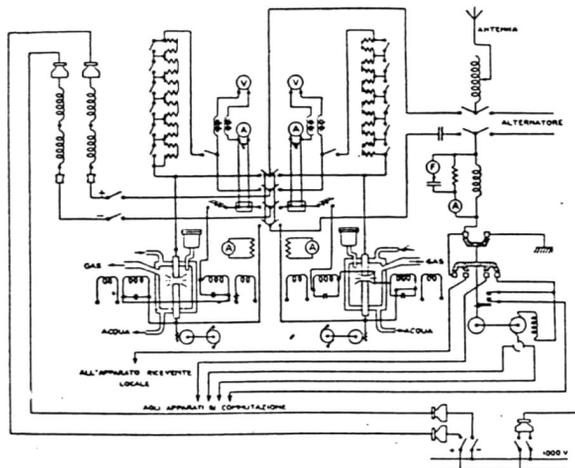 ANTENNA
ALTERNATORE
V
V
A
A
F
A
+
−
A
A
GAS
GAS
ACQUA
ACQUA
ALL'APPARATO RICEVENTE
LOCALE
AGLI APPARATI DI COMMUTAZIONE
+
−
1000 V